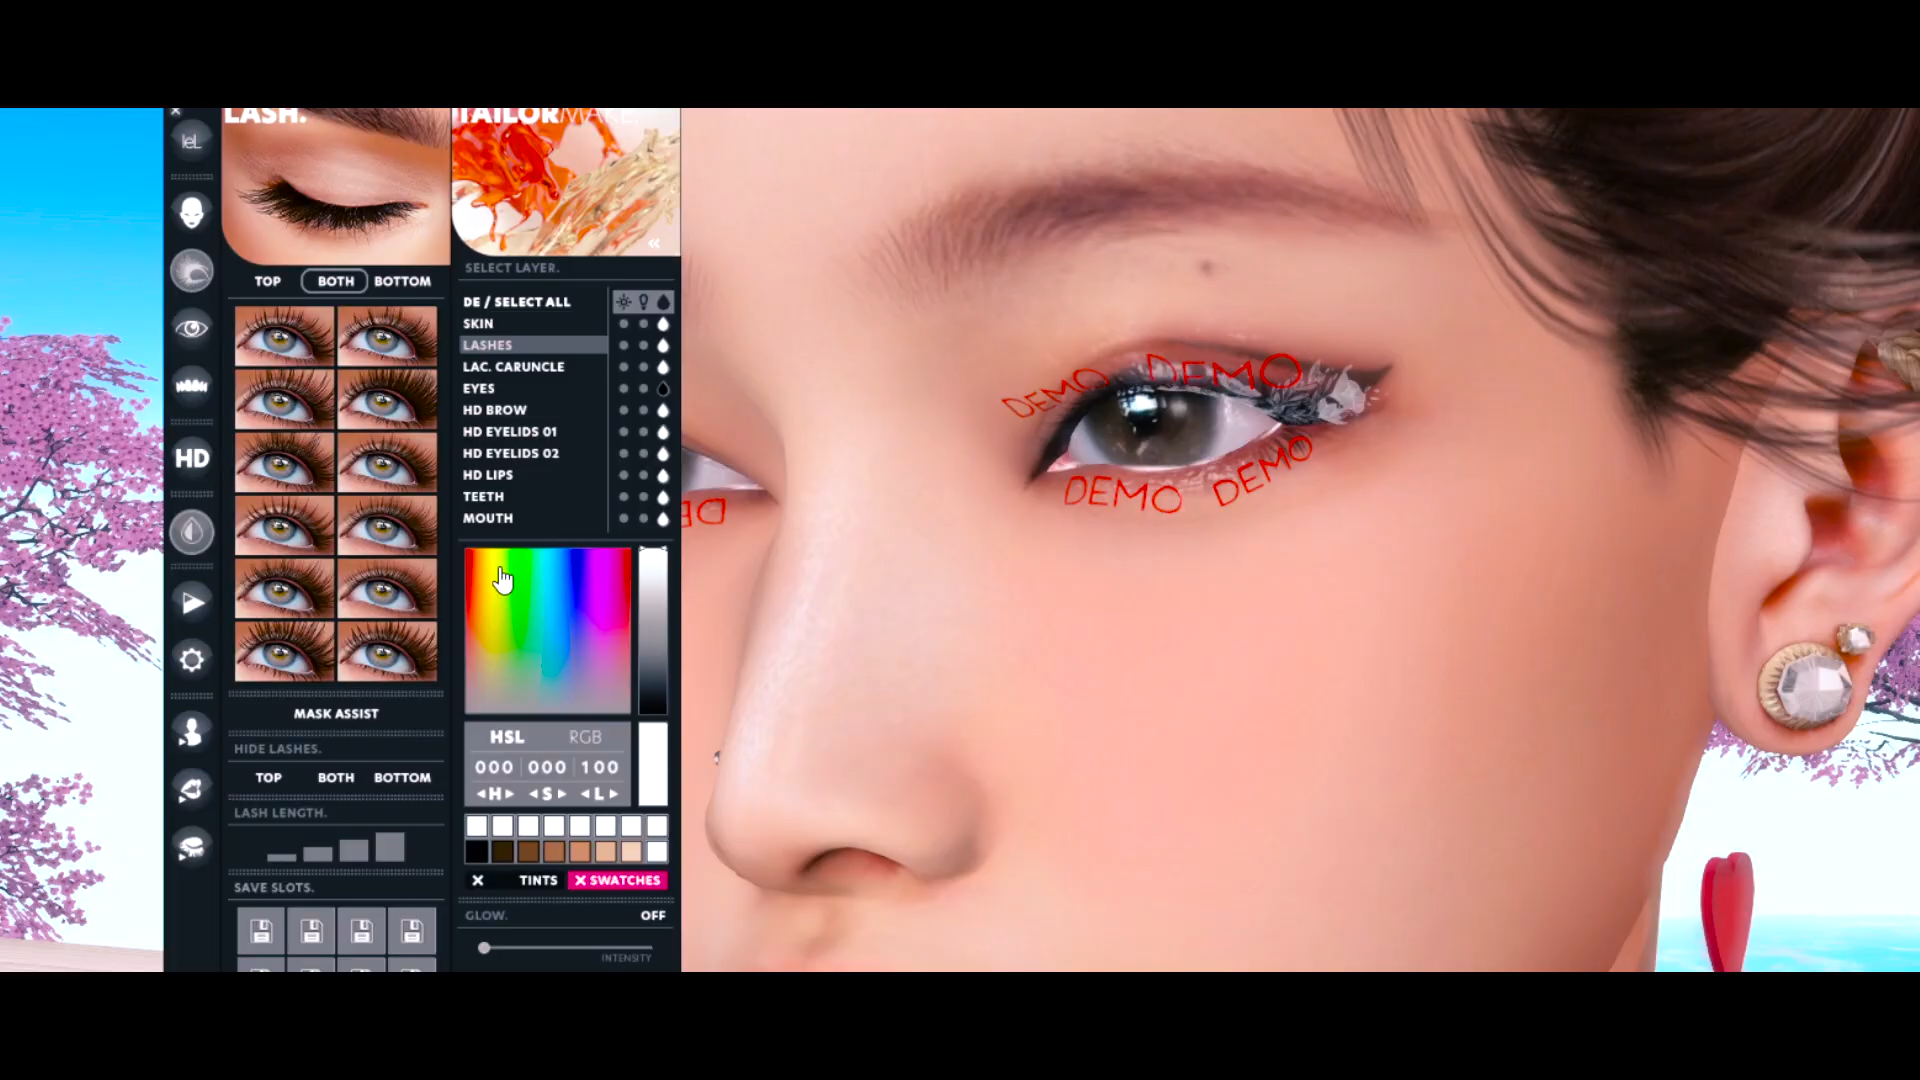 LASH.
TAILORMAKE.
leL
TOP BOTH BOTTOM
SELECT LAYER.
DE / SELECT ALL
SKIN
LASHES
LAC. CARUNCLE
EYES
HD BROW
HD EYELIDS 01
HD EYELIDS 02
HD LIPS
TEETH
MOUTH
HD
MASK ASSIST
HIDE LASHES.
TOP BOTH BOTTOM
LASH LENGTH.
SAVE SLOTS.
HSL RGB
000 000 100
H S L
X TINTS X SWATCHES
GLOW. OFF
INTENSITY
DEMO DEMO
DEMO DEMO